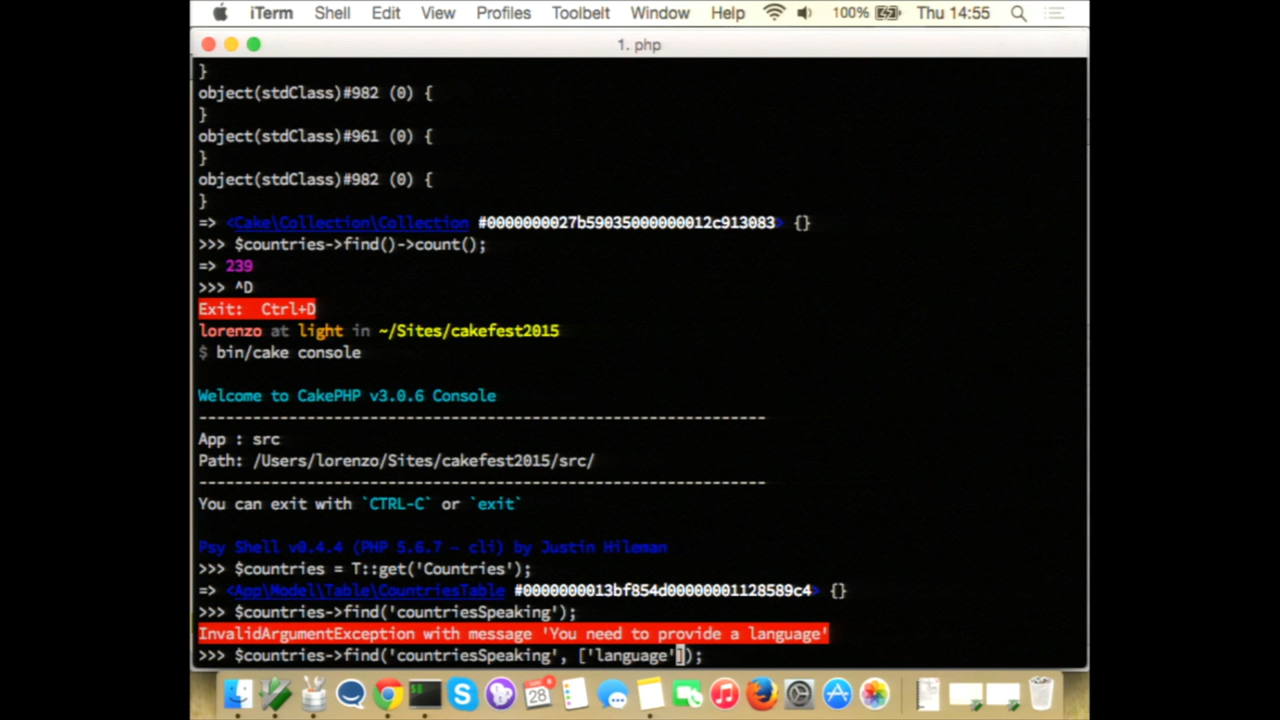 iTerm Shell Edit View Profiles Toolbelt Window Help 100% Thu 14:55
1. php
}
object(stdClass)#982 (0) {
}
object(stdClass)#961 (0) {
}
object(stdClass)#982 (0) {
}
=> <Cake\Collection\Collection #0000000027b59035000000012c913083> {}
>>> $countries->find()->count();
=> 239
>>> ^D
Exit:  Ctrl+D
lorenzo at light in ~/Sites/cakefest2015
$ bin/cake console
Welcome to CakePHP v3.0.6 Console
---------------------------------------------------------------
App : src
Path: /Users/lorenzo/Sites/cakefest2015/src/
---------------------------------------------------------------
You can exit with `CTRL-C` or `exit`
Psy Shell v0.4.4 (PHP 5.6.7 — cli) by Justin Hileman
>>> $countries = T::get('Countries');
=> <App\Model\Table\CountriesTable #0000000013bf854d00000001128589c4> {}
>>> $countries->find('countriesSpeaking');
InvalidArgumentException with message 'You need to provide a language'
>>> $countries->find('countriesSpeaking', ['language']);
28